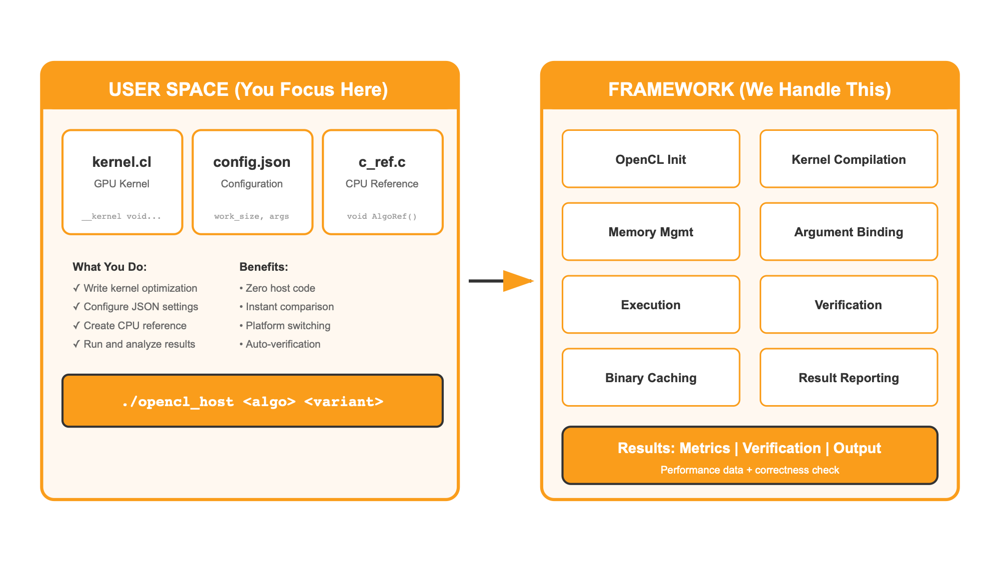 USER SPACE (You Focus Here)
kernel.cl
GPU Kernel
__kernel void...
config.json
Configuration
work_size, args
c_ref.c
CPU Reference
void AlgoRef()
What You Do:
✓ Write kernel optimization
✓ Configure JSON settings
✓ Create CPU reference
✓ Run and analyze results
Benefits:
• Zero host code
• Instant comparison
• Platform switching
• Auto-verification
./opencl_host <algo> <variant>
FRAMEWORK (We Handle This)
OpenCL Init
Kernel Compilation
Memory Mgmt
Argument Binding
Execution
Verification
Binary Caching
Result Reporting
Results: Metrics | Verification | Output
Performance data + correctness check